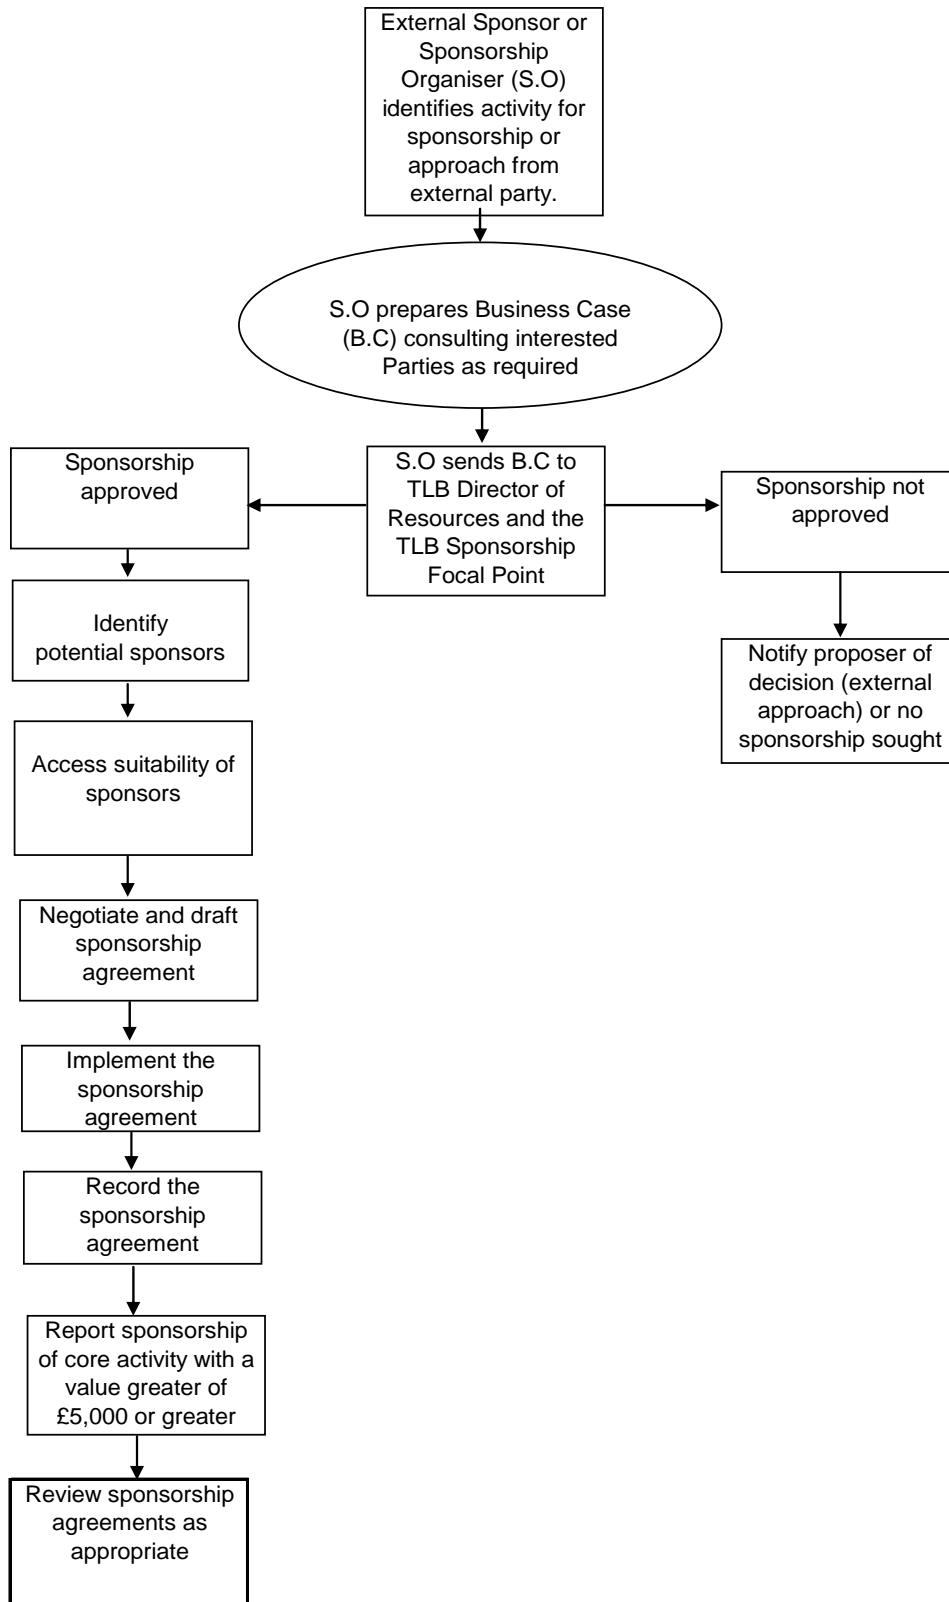 External Sponsor or
Sponsorship
Organiser (S.O)
identifies activity for
sponsorship or
approach from
external party.
S.O prepares Business Case
(B.C) consulting interested
Parties as required
S.O sends B.C to
TLB Director of
Resources and the
TLB Sponsorship
Focal Point
Sponsorship
approved
Identify
potential sponsors
Access suitability of
sponsors
Negotiate and draft
sponsorship
agreement
Implement the
sponsorship
agreement
Record the
sponsorship
agreement
Report sponsorship
of core activity with a
value greater of
£5,000 or greater
Review sponsorship
agreements as
appropriate
Sponsorship not
approved
Notify proposer of
decision (external
approach) or no
sponsorship sought